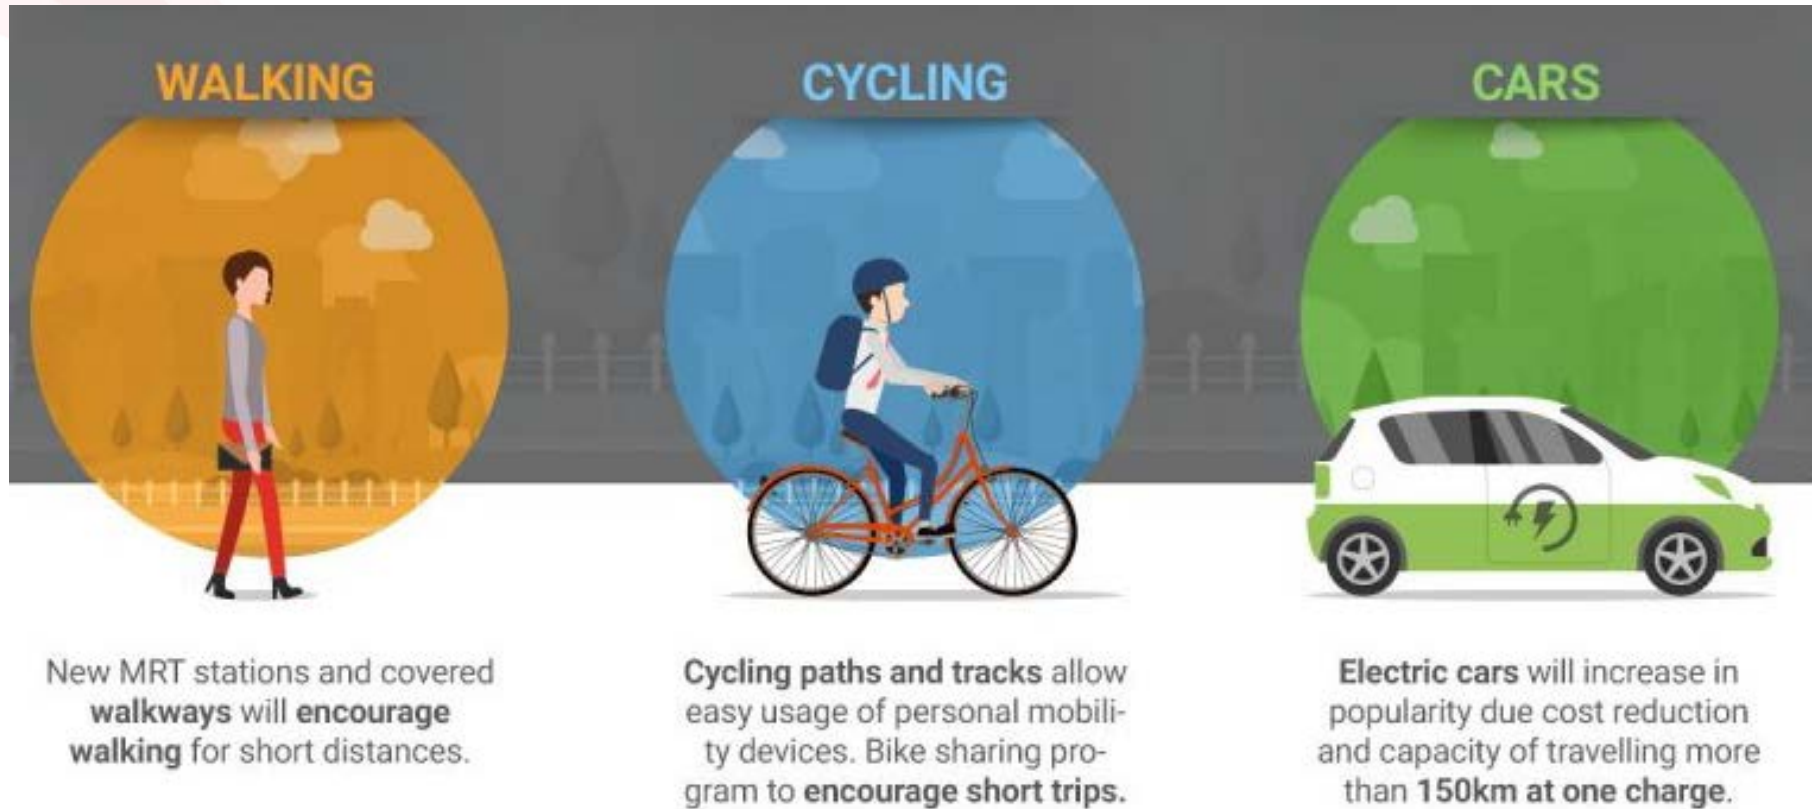 WALKING
New MRT stations and covered
walkways will encourage
walking for short distances.
CYCLING
Cycling paths and tracks allow
easy usage of personal mobili-
ty devices. Bike sharing pro-
gram to encourage short trips.
CARS
Electric cars will increase in
popularity due cost reduction
and capacity of travelling more
than 150km at one charge.